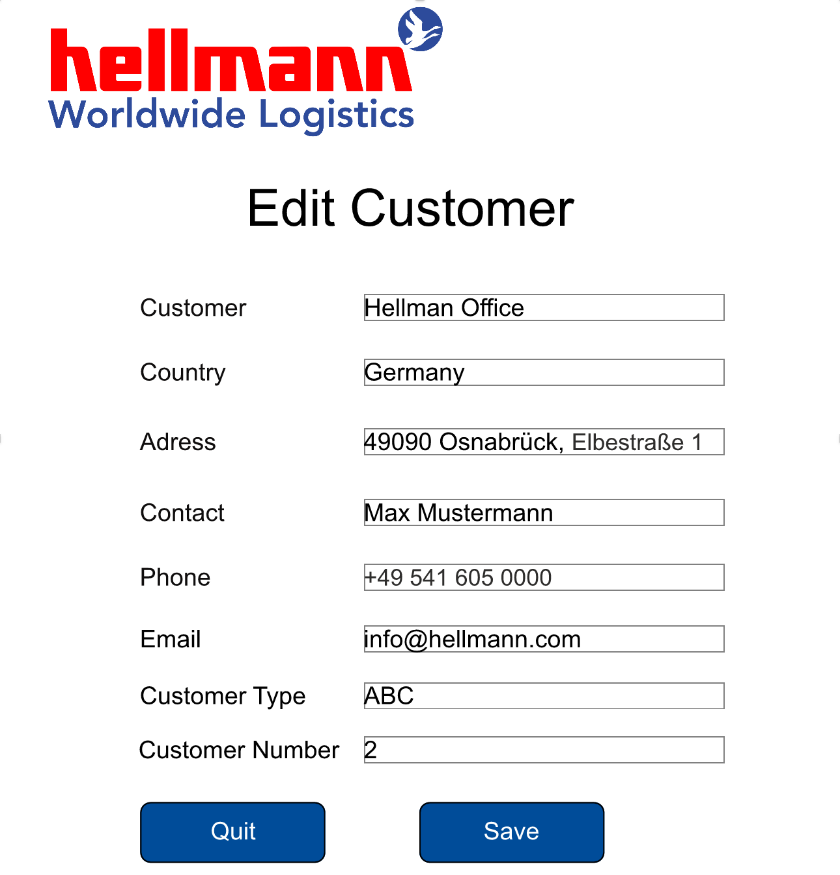 hellmann
Worldwide Logistics
Edit Customer
Customer Hellman Office
Country Germany
Adress 49090 Osnabrück, Elbestraße 1
Contact Max Mustermann
Phone +49 541 605 0000
Email info@hellmann.com
Customer Type ABC
Customer Number 2
Quit Save